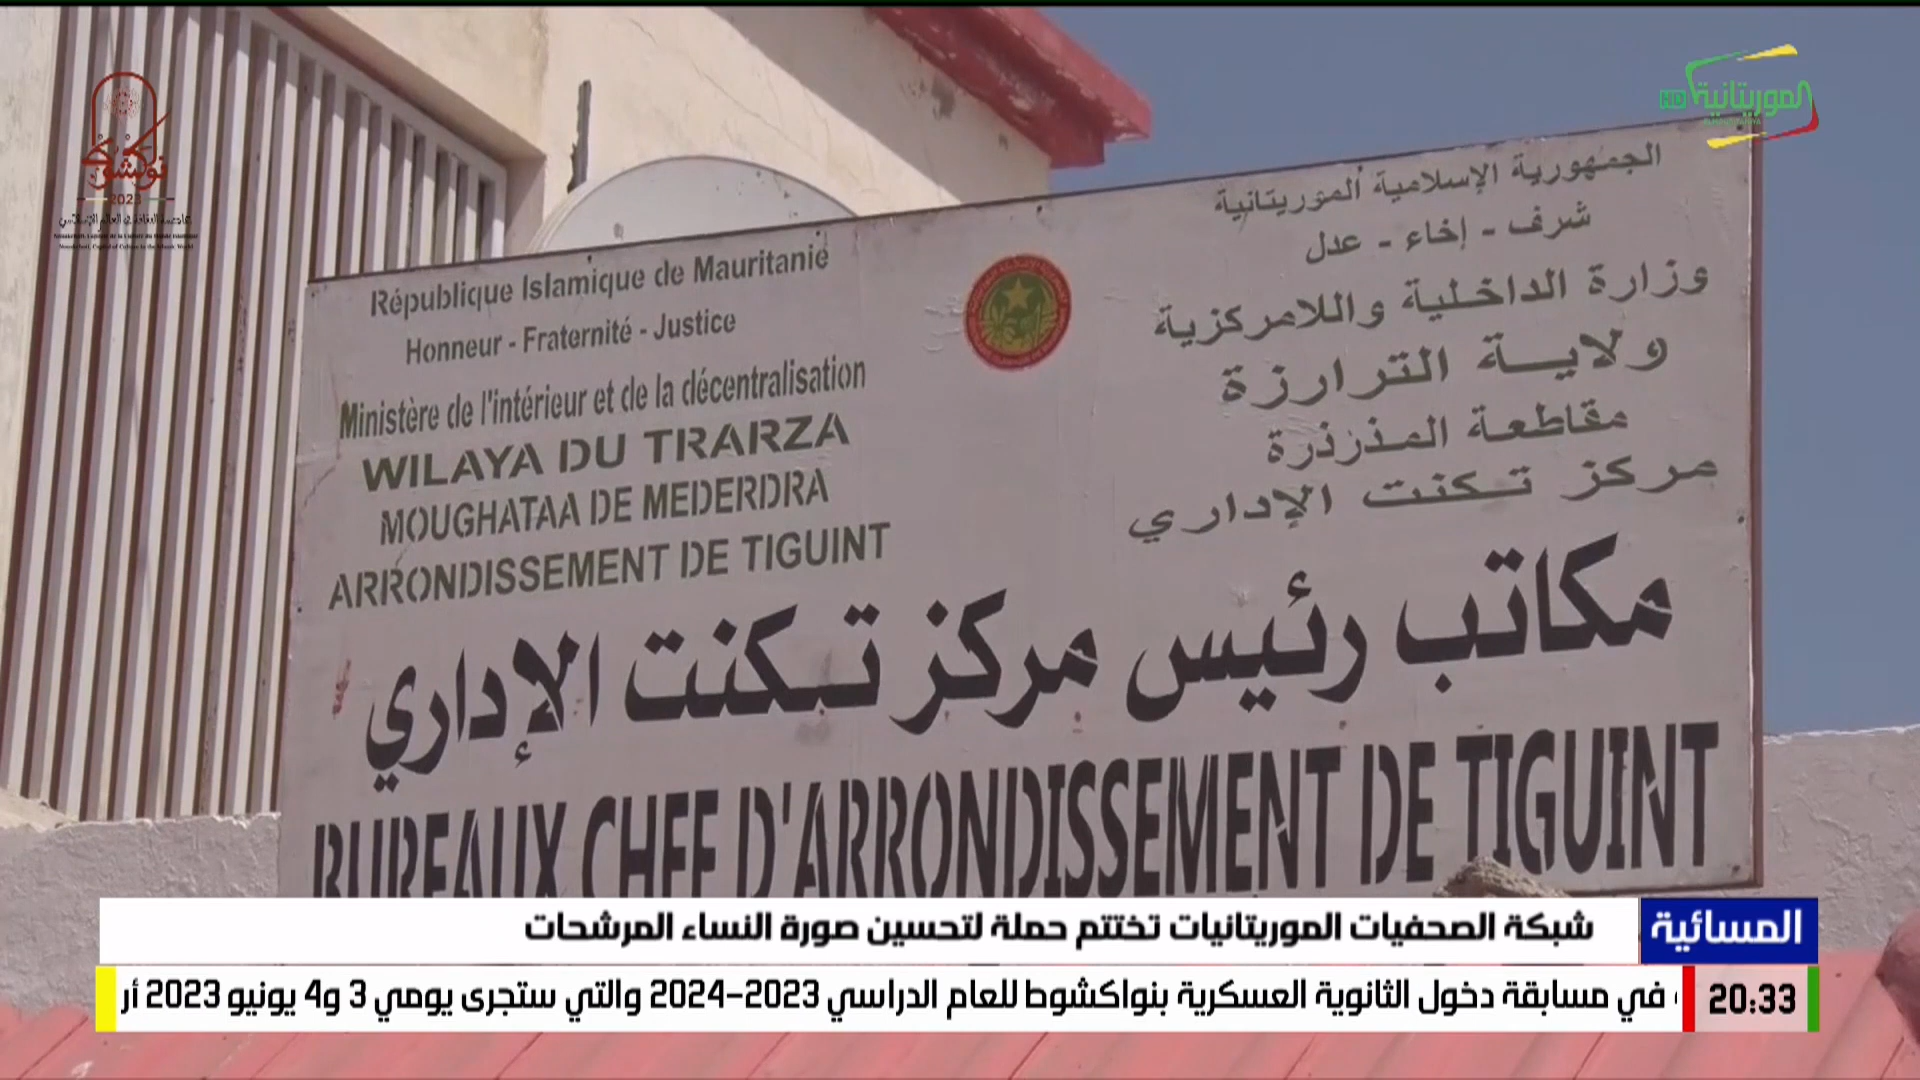 الموريتانية
HD
نواكشوط
2023
République Islamique de Mauritanie
Honneur - Fraternité - Justice
Ministère de l'intérieur et de la décentralisation
WILAYA DU TRARZA
MOUGHATAA DE MEDERDRA
ARRONDISSEMENT DE TIGUINT
الجمهورية الإسلامية الموريتانية
شرف - إخاء - عدل
وزارة الداخلية واللامركزية
ولاية الترارزة
مقاطعة المذرذرة
مركز تكنت الإداري
مكاتب رئيس مركز تكنت الإداري
BUREAUX CHEF D'ARRONDISSEMENT DE TIGUINT
المسائية
شبكة الصحفيات الموريتانيات تختتم حملة لتحسين صورة النساء المرشحات
20:33
في مسابقة دخول الثانوية العسكرية بنواكشوط للعام الدراسي 2023-2024 والتي ستجرى يومي 3 و4 يونيو 2023 أر